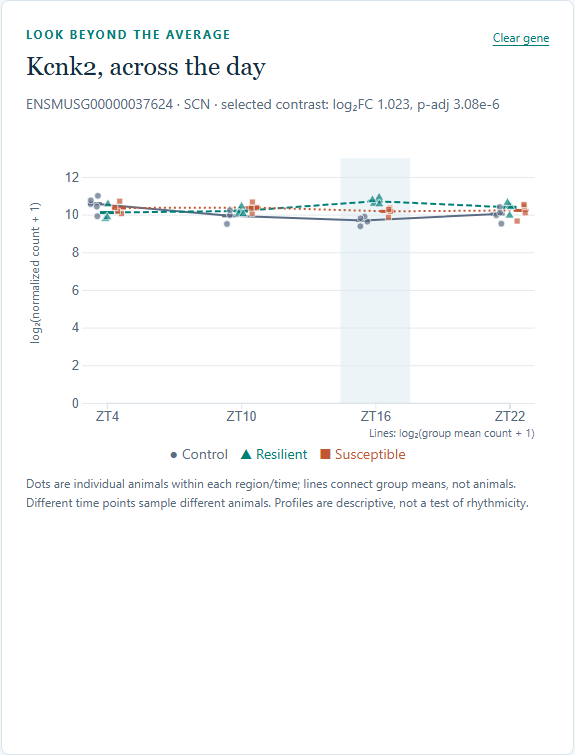 LOOK BEYOND THE AVERAGE
Clear gene
Kcnk2, across the day
ENSMUSG00000037624 · SCN · selected contrast: log₂FC 1.023, p-adj 3.08e-6
log₂(normalized count + 1)
12
10
8
6
4
2
0
ZT4
ZT10
ZT16
ZT22
Lines: log₂(group mean count + 1)
Control
Resilient
Susceptible
Dots are individual animals within each region/time; lines connect group means, not animals.
Different time points sample different animals. Profiles are descriptive, not a test of rhythmicity.